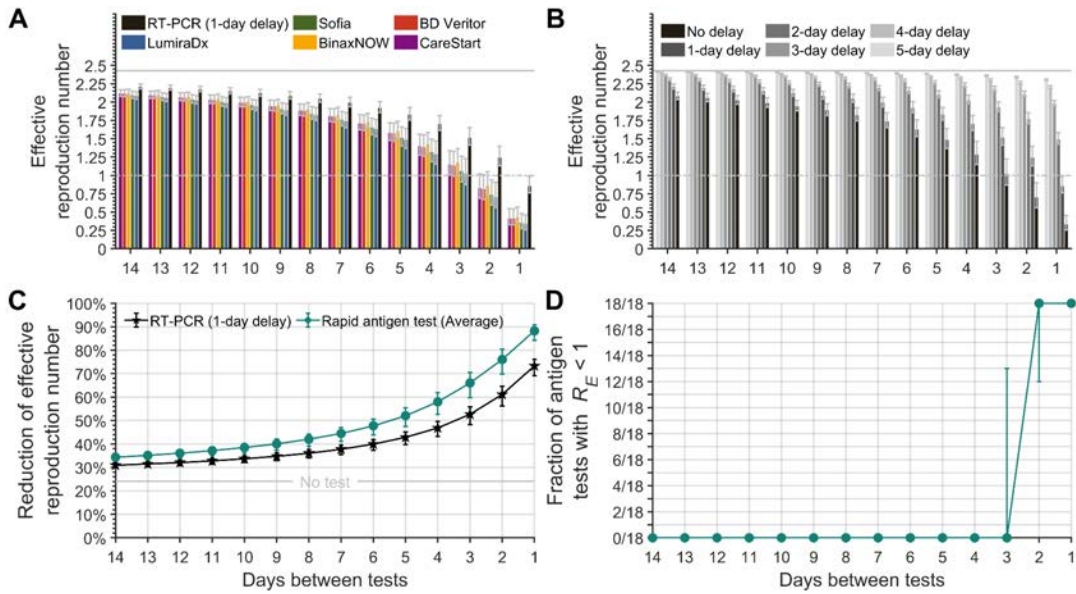 A
RT-PCR (1-day delay)
Sofia
BD Veritor
LumiraDx
BinaxNOW
CareStart
Effective
reproduction number
2.5
2.25
2
1.75
1.5
1.25
1
0.75
0.5
0.25
0
14 13 12 11 10 9 8 7 6 5 4 3 2 1
B
No delay
2-day delay
4-day delay
1-day delay
3-day delay
5-day delay
Effective
reproduction number
2.5
2.25
2
1.75
1.5
1.25
1
0.75
0.5
0.25
0
14 13 12 11 10 9 8 7 6 5 4 3 2 1
C
RT-PCR (1-day delay)
Rapid antigen test (Average)
Reduction of effective
reproduction number
100%
90%
80%
70%
60%
50%
40%
30%
20%
10%
0%
No test
14 13 12 11 10 9 8 7 6 5 4 3 2 1
Days between tests
D
Fraction of antigen
tests with R_E < 1
18/18
16/18
14/18
12/18
10/18
8/18
6/18
4/18
2/18
0/18
14 13 12 11 10 9 8 7 6 5 4 3 2 1
Days between tests